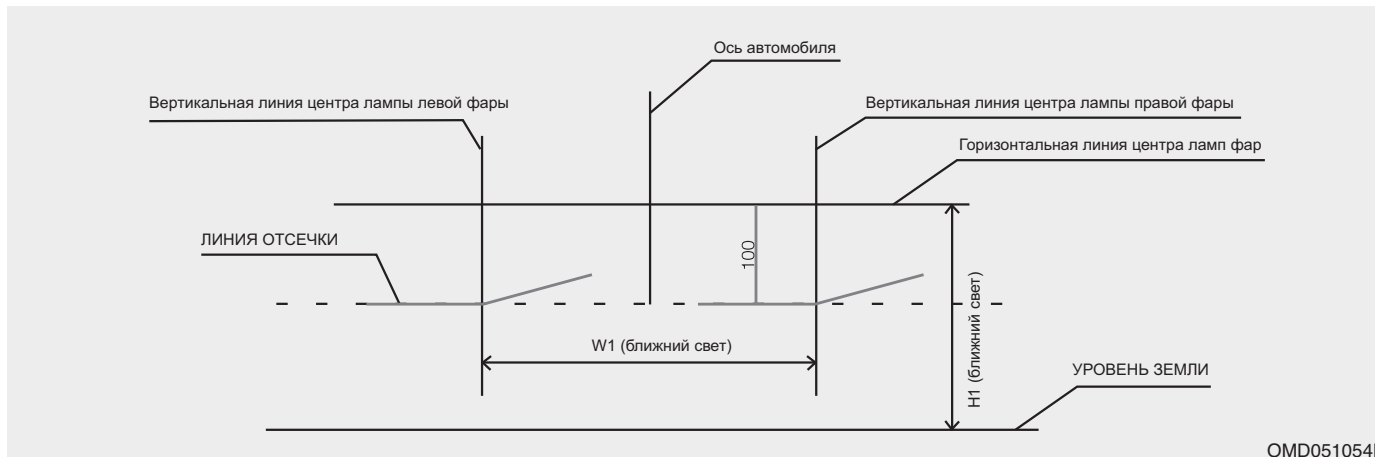 Ось автомобиля
Вертикальная линия центра лампы левой фары
Вертикальная линия центра лампы правой фары
Горизонтальная линия центра ламп фар
ЛИНИЯ ОТСЕЧКИ
100
W1 (ближний свет)
H1 (ближний свет)
УРОВЕНЬ ЗЕМЛИ
OMD051054